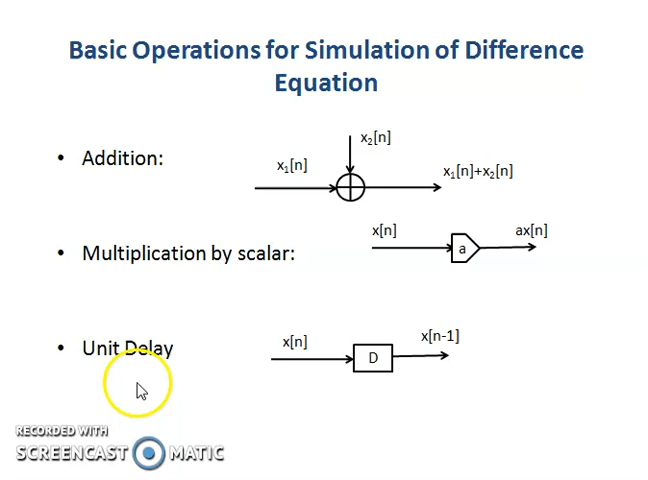 Basic Operations for Simulation of Difference
Equation
x₂[n]
• Addition:
x₁[n]
x₁[n]+x₂[n]
x[n]
ax[n]
• Multiplication by scalar:
a
• Unit Delay
x[n]
x[n-1]
D
RECORDED WITH
SCREENCAST MATIC